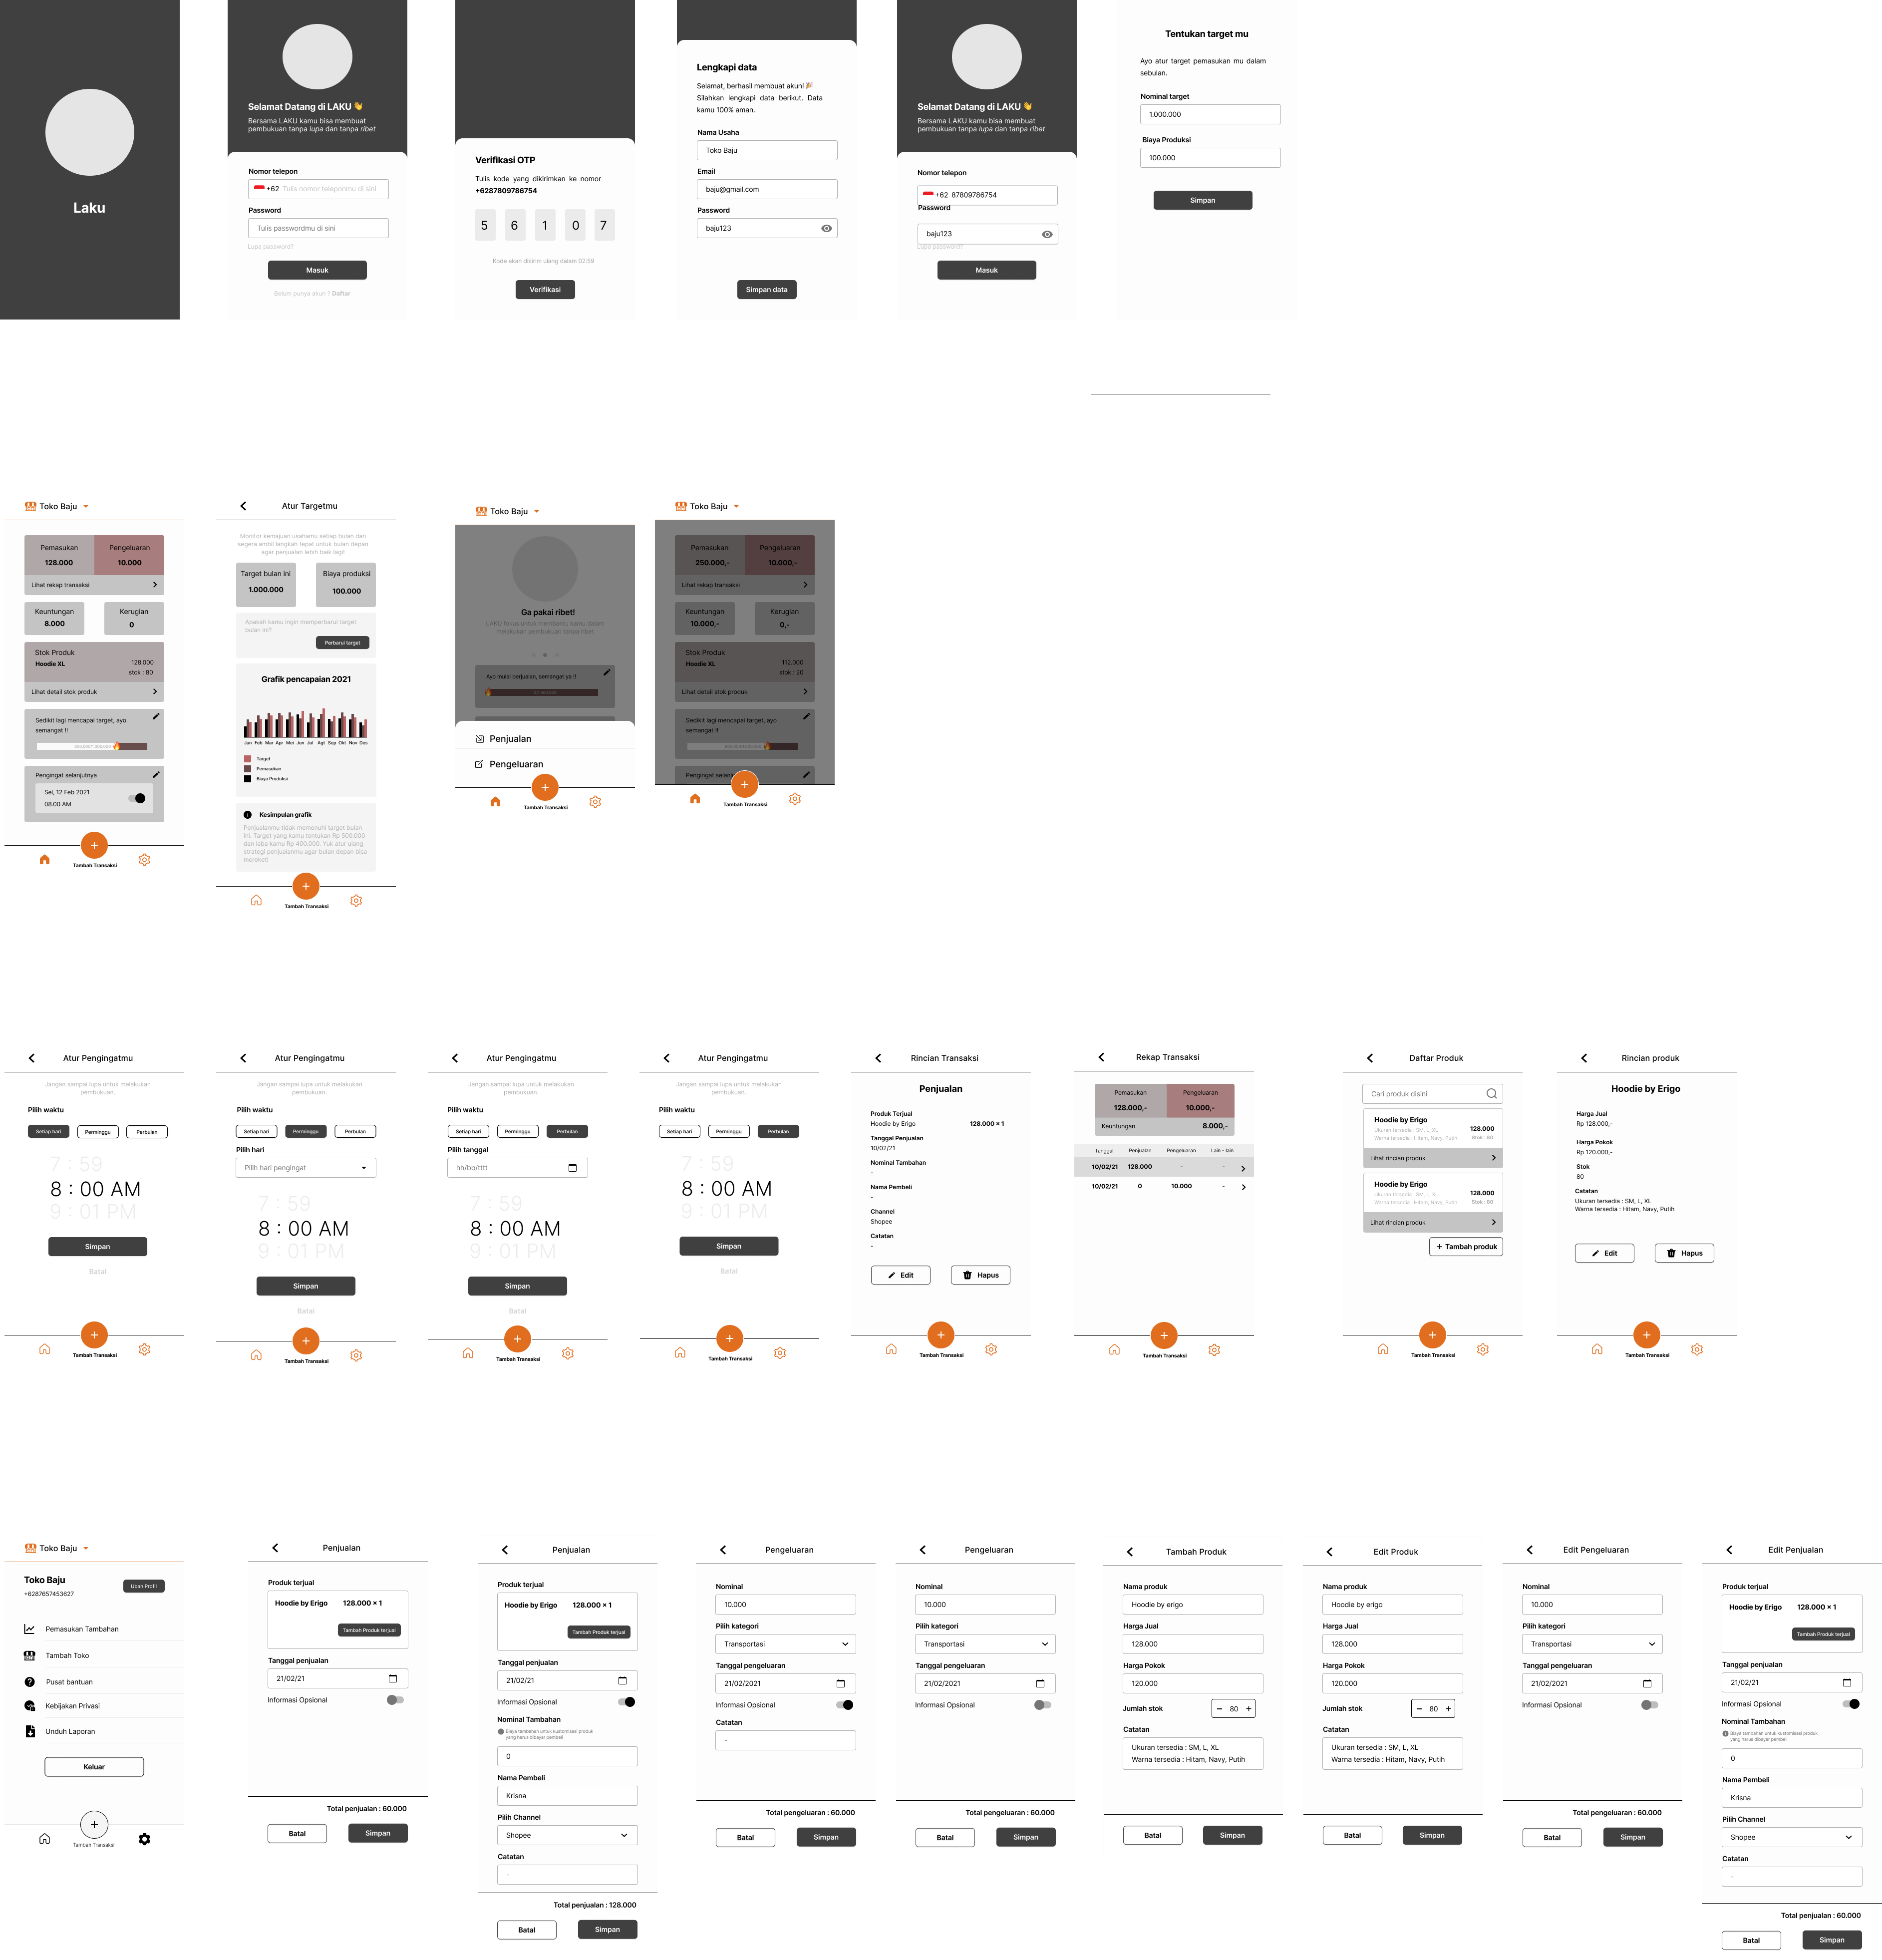 Laku
Selamat Datang di LAKU 👋
Bersama LAKU kamu bisa membuat
pembukuan tanpa lupa dan tanpa ribet
Nomor telepon
+62 Tulis nomor teleponmu di sini
Password
Tulis passwordmu di sini
Lupa password?
Masuk
Belum punya akun ? Daftar
Verifikasi OTP
Tulis kode yang dikirimkan ke nomor
+6287809786754
5 6 1 0 7
Kode akan dikirim ulang dalam 02:59
Verifikasi
Lengkapi data
Selamat, berhasil membuat akun! 🎉
Silahkan lengkapi data berikut. Data
kamu 100% aman.
Nama Usaha
Toko Baju
Email
baju@gmail.com
Password
baju123
Simpan data
Selamat Datang di LAKU 👋
Bersama LAKU kamu bisa membuat
pembukuan tanpa lupa dan tanpa ribet
Nomor telepon
+62 87809786754
Password
baju123
Lupa password?
Masuk
Tentukan target mu
Ayo atur target pemasukan mu dalam
sebulan.
Nominal target
1.000.000
Biaya Produksi
100.000
Simpan
Toko Baju
Pemasukan Pengeluaran
128.000 10.000
Lihat rekap transaksi
Keuntungan Kerugian
8.000 0
Stok Produk
Hoodie XL 128.000
stok : 80
Lihat detail stok produk
Sedikit lagi mencapai target, ayo
semangat !!
Pengingat selanjutnya
Sel, 12 Feb 2021
08.00 AM
Tambah Transaksi
Atur Targetmu
Monitor kemajuan usahamu setiap bulan dan
segera ambil langkah tepat untuk bulan depan
agar penjualan lebih baik lagi!
Target bulan ini Biaya produksi
1.000.000 100.000
Apakah kamu ingin memperbarui target
bulan ini?
Perbarui target
Grafik pencapaian 2021
Jan Feb Mar Apr Mei Jun Jul Agt Sep Okt Nov Des
Target
Pemasukan
Biaya Produksi
Kesimpulan grafik
Penjualanmu tidak memenuhi target bulan
ini. Target yang kamu tentukan Rp 500.000
dan laba kamu Rp 400.000. Yuk atur ulang
strategi penjualanmu agar bulan depan bisa
meroket!
Tambah Transaksi
Toko Baju
Ga pakai ribet!
LAKU fokus untuk membantu kamu dalam
melakukan pembukuan tanpa ribet
Ayo mulai berjualan, semangat ya !!
Penjualan
Pengeluaran
Tambah Transaksi
Toko Baju
Pemasukan Pengeluaran
250.000,- 10.000,-
Lihat rekap transaksi
Keuntungan Kerugian
10.000,- 0,-
Stok Produk
Hoodie XL 112.000
stok : 20
Lihat detail stok produk
Sedikit lagi mencapai target, ayo
semangat !!
Pengingat selanj
Tambah Transaksi
Atur Pengingatmu
Jangan sampai lupa untuk melakukan
pembukuan.
Pilih waktu
Setiap hari Perminggu Perbulan
7 : 59
8 : 00 AM
9 : 01 PM
Simpan
Batal
Tambah Transaksi
Atur Pengingatmu
Jangan sampai lupa untuk melakukan
pembukuan.
Pilih waktu
Setiap hari Perminggu Perbulan
Pilih hari
Pilih hari pengingat
7 : 59
8 : 00 AM
9 : 01 PM
Simpan
Batal
Tambah Transaksi
Atur Pengingatmu
Jangan sampai lupa untuk melakukan
pembukuan.
Pilih waktu
Setiap hari Perminggu Perbulan
Pilih tanggal
hh/bb/tttt
7 : 59
8 : 00 AM
9 : 01 PM
Simpan
Batal
Tambah Transaksi
Atur Pengingatmu
Jangan sampai lupa untuk melakukan
pembukuan.
Pilih waktu
Setiap hari Perminggu Perbulan
7 : 59
8 : 00 AM
9 : 01 PM
Simpan
Batal
Tambah Transaksi
Rincian Transaksi
Penjualan
Produk Terjual
Hoodie by Erigo 128.000 × 1
Tanggal Penjualan
10/02/21
Nominal Tambahan
-
Nama Pembeli
-
Channel
Shopee
Catatan
-
Edit Hapus
Tambah Transaksi
Rekap Transaksi
Pemasukan Pengeluaran
128.000,- 10.000,-
Keuntungan 8.000,-
Tanggal Penjualan Pengeluaran Lain - lain
10/02/21 128.000 - -
10/02/21 0 10.000 -
Tambah Transaksi
Daftar Produk
Cari produk disini
Hoodie by Erigo
Ukuran tersedia : SM, L, XL 128.000
Warna tersedia : Hitam, Navy, Putih Stok : 80
Lihat rincian produk
Hoodie by Erigo
Ukuran tersedia : SM, L, XL 128.000
Warna tersedia : Hitam, Navy, Putih Stok : 80
Lihat rincian produk
+ Tambah produk
Tambah Transaksi
Rincian produk
Hoodie by Erigo
Harga Jual
Rp 128.000,-
Harga Pokok
Rp 120.000,-
Stok
80
Catatan
Ukuran tersedia : SM, L, XL
Warna tersedia : Hitam, Navy, Putih
Edit Hapus
Tambah Transaksi
Toko Baju
Toko Baju
+6287657453627
Ubah Profil
Pemasukan Tambahan
Tambah Toko
Pusat bantuan
Kebijakan Privasi
Unduh Laporan
Keluar
Tambah Transaksi
Penjualan
Produk terjual
Hoodie by Erigo 128.000 × 1
Tambah Produk terjual
Tanggal penjualan
21/02/21
Informasi Opsional
Total penjualan : 60.000
Batal Simpan
Penjualan
Produk terjual
Hoodie by Erigo 128.000 × 1
Tambah Produk terjual
Tanggal penjualan
21/02/21
Informasi Opsional
Nominal Tambahan
Biaya tambahan untuk kustomisasi produk
yang harus dibayar pembeli
0
Nama Pembeli
Krisna
Pilih Channel
Shopee
Catatan
-
Total penjualan : 128.000
Batal Simpan
Pengeluaran
Nominal
10.000
Pilih kategori
Transportasi
Tanggal pengeluaran
21/02/2021
Informasi Opsional
Catatan
-
Total pengeluaran : 60.000
Batal Simpan
Pengeluaran
Nominal
10.000
Pilih kategori
Transportasi
Tanggal pengeluaran
21/02/2021
Informasi Opsional
Total pengeluaran : 60.000
Batal Simpan
Tambah Produk
Nama produk
Hoodie by erigo
Harga Jual
128.000
Harga Pokok
120.000
Jumlah stok − 80 +
Catatan
Ukuran tersedia : SM, L, XL
Warna tersedia : Hitam, Navy, Putih
Batal Simpan
Edit Produk
Nama produk
Hoodie by erigo
Harga Jual
128.000
Harga Pokok
120.000
Jumlah stok − 80 +
Catatan
Ukuran tersedia : SM, L, XL
Warna tersedia : Hitam, Navy, Putih
Batal Simpan
Edit Pengeluaran
Nominal
10.000
Pilih kategori
Transportasi
Tanggal pengeluaran
21/02/2021
Informasi Opsional
Total pengeluaran : 60.000
Batal Simpan
Edit Penjualan
Produk terjual
Hoodie by Erigo 128.000 × 1
Tambah Produk terjual
Tanggal penjualan
21/02/21
Informasi Opsional
Nominal Tambahan
Biaya tambahan untuk kustomisasi produk
yang harus dibayar pembeli
0
Nama Pembeli
Krisna
Pilih Channel
Shopee
Catatan
-
Total penjualan : 60.000
Batal Simpan